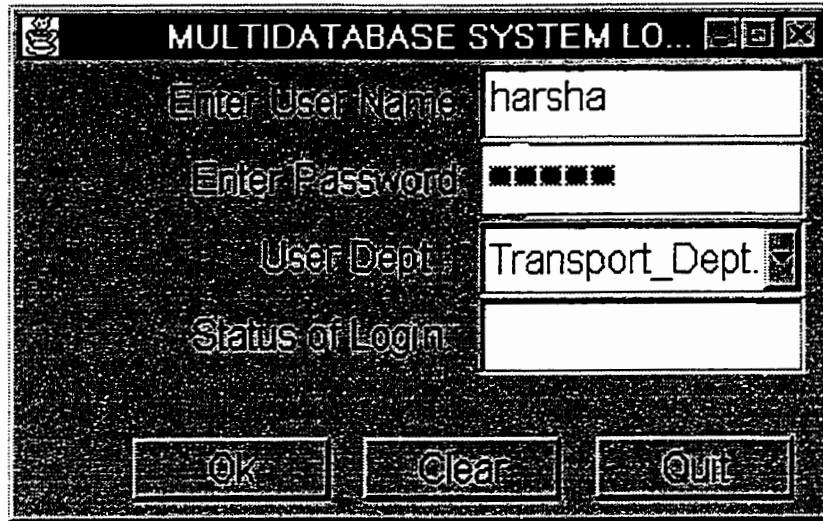 MULTIDATABASE SYSTEM LO...
Enter User Name: harsha
Enter Password:
User Dept: Transport_Dept.
Status of Login:
Ok Clear Quit